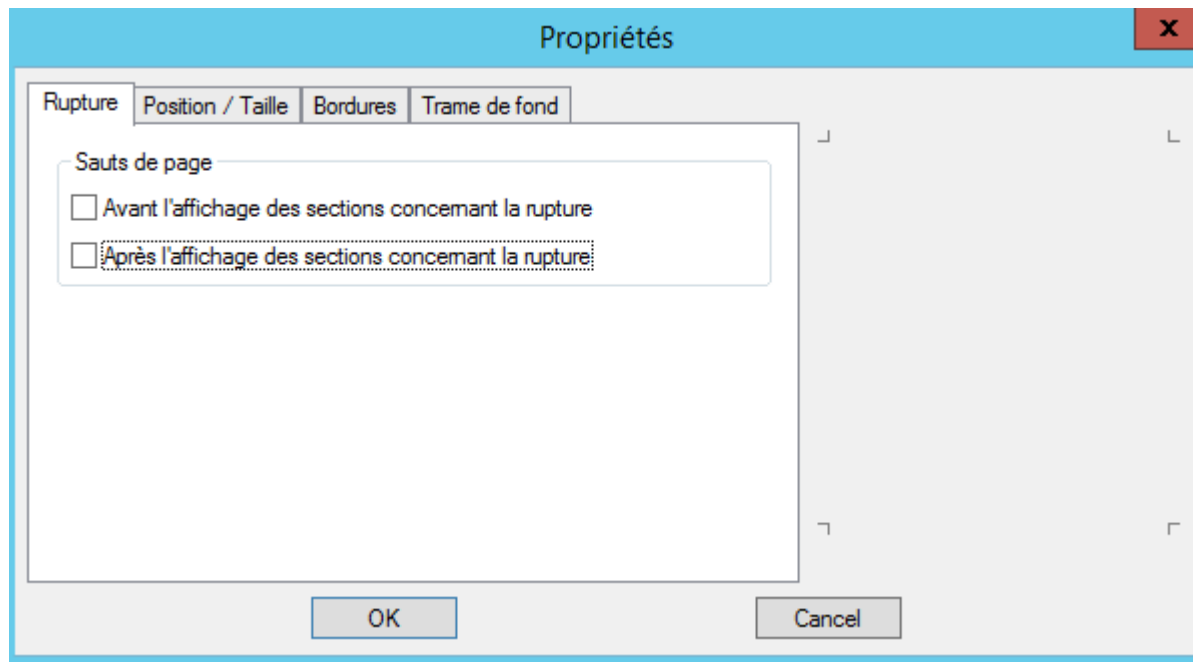 Propriétés
x
Rupture Position / Taille Bordures Trame de fond
Sauts de page
Avant l'affichage des sections concernant la rupture
Après l'affichage des sections concernant la rupture
OK Cancel